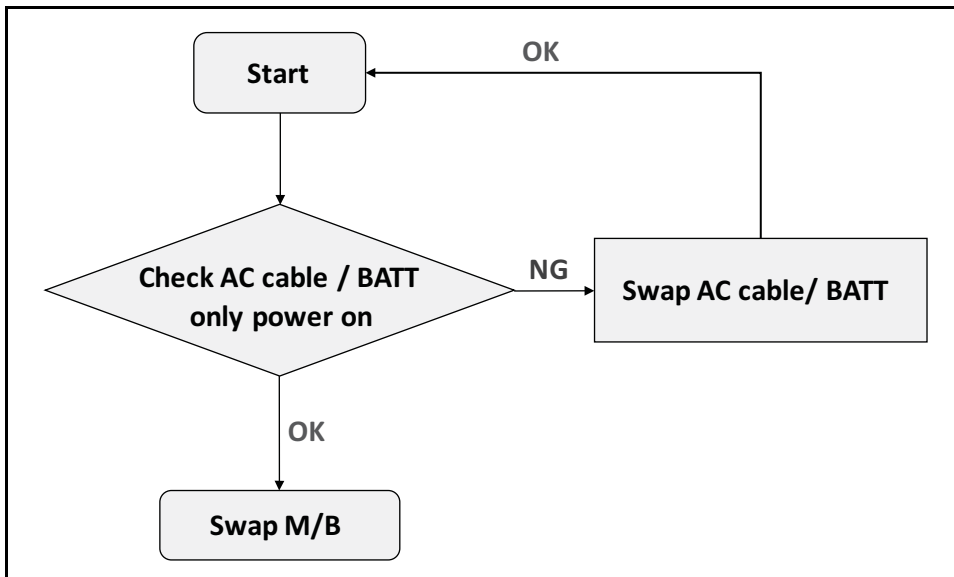 OK
Start
Check AC cable / BATT
only power on
NG
Swap AC cable/ BATT
OK
Swap M/B